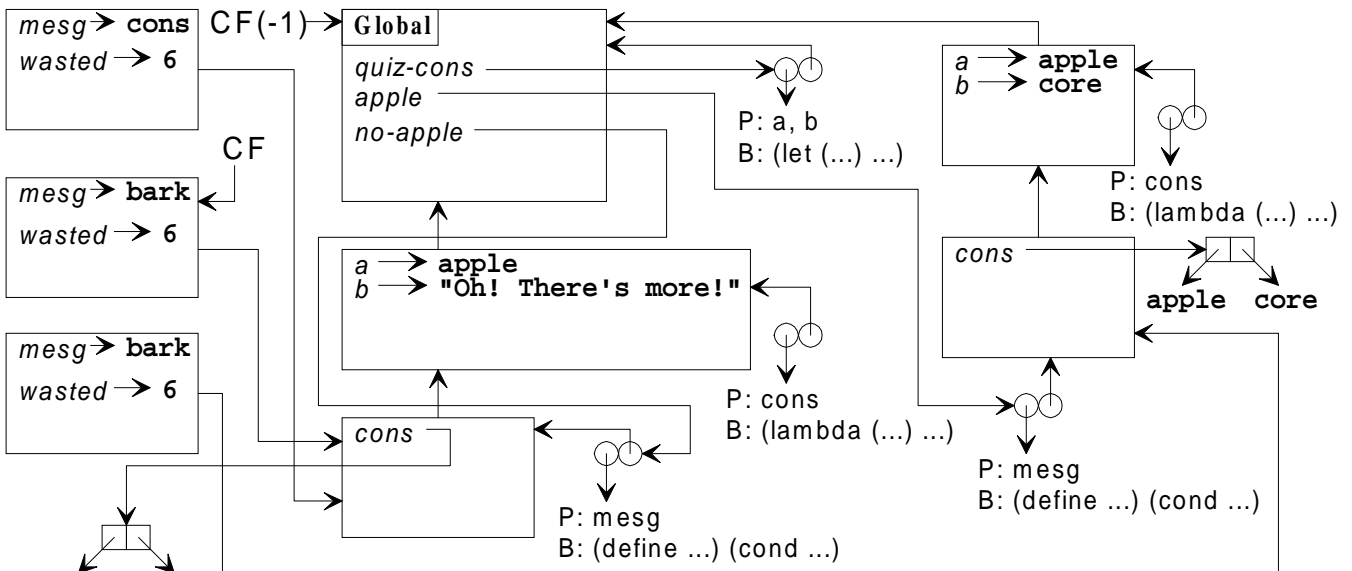 mesg cons
wasted 6
CF(-1)
Global
quiz-cons
apple
no-apple
P: a, b
B: (let (...) ...)
a apple
b core
P: cons
B: (lambda (...) ...)
CF
mesg bark
wasted 6
a apple
b "Oh! There's more!"
P: cons
B: (lambda (...) ...)
cons
apple core
mesg bark
wasted 6
cons
P: mesg
B: (define ...) (cond ...)
P: mesg
B: (define ...) (cond ...)